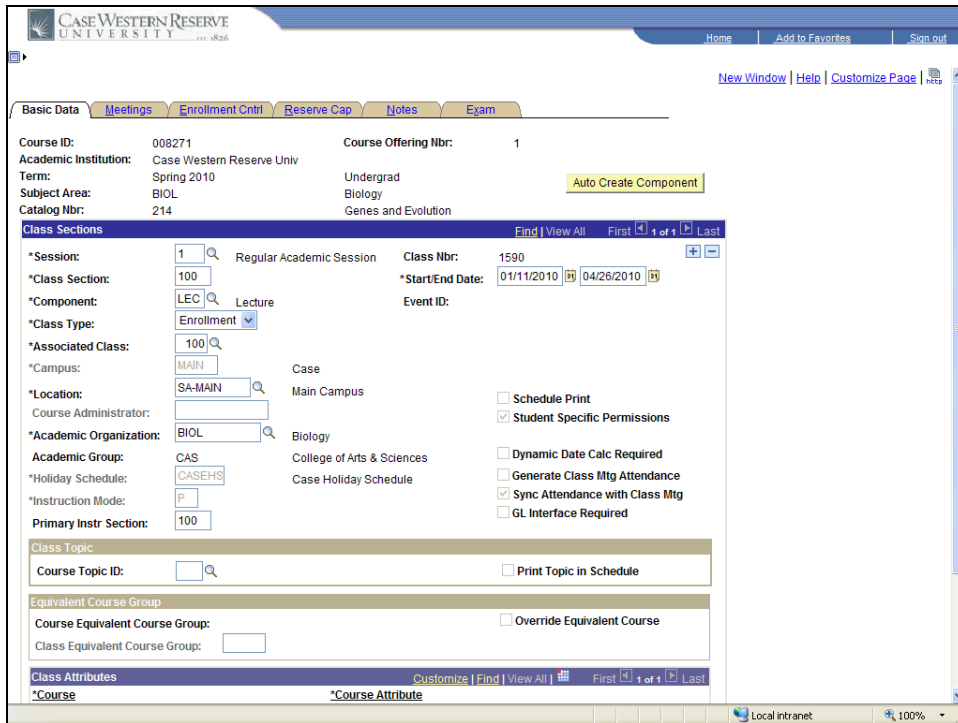 CASE WESTERN RESERVE
UNIVERSITY EST. 1826
Home Add to Favorites Sign out
New Window | Help | Customize Page | http
Basic Data Meetings Enrollment Cntrl Reserve Cap Notes Exam
Course ID: 008271 Course Offering Nbr: 1
Academic Institution: Case Western Reserve Univ
Term: Spring 2010 Undergrad Auto Create Component
Subject Area: BIOL Biology
Catalog Nbr: 214 Genes and Evolution
Class Sections Find | View All First 1 of 1 Last
*Session: 1 Regular Academic Session Class Nbr: 1590
*Class Section: 100 *Start/End Date: 01/11/2010 04/26/2010
*Component: LEC Lecture Event ID:
*Class Type: Enrollment
*Associated Class: 100
*Campus: MAIN Case
*Location: SA-MAIN Main Campus Schedule Print
Course Administrator: Student Specific Permissions
*Academic Organization: BIOL Biology
Academic Group: CAS College of Arts & Sciences Dynamic Date Calc Required
*Holiday Schedule: CASEHS Case Holiday Schedule Generate Class Mtg Attendance
*Instruction Mode: P Sync Attendance with Class Mtg
Primary Instr Section: 100 GL Interface Required
Class Topic
Course Topic ID: Print Topic in Schedule
Equivalent Course Group
Course Equivalent Course Group: Override Equivalent Course
Class Equivalent Course Group:
Class Attributes Customize | Find | View All | First 1 of 1 Last
*Course *Course Attribute
Local intranet 100%